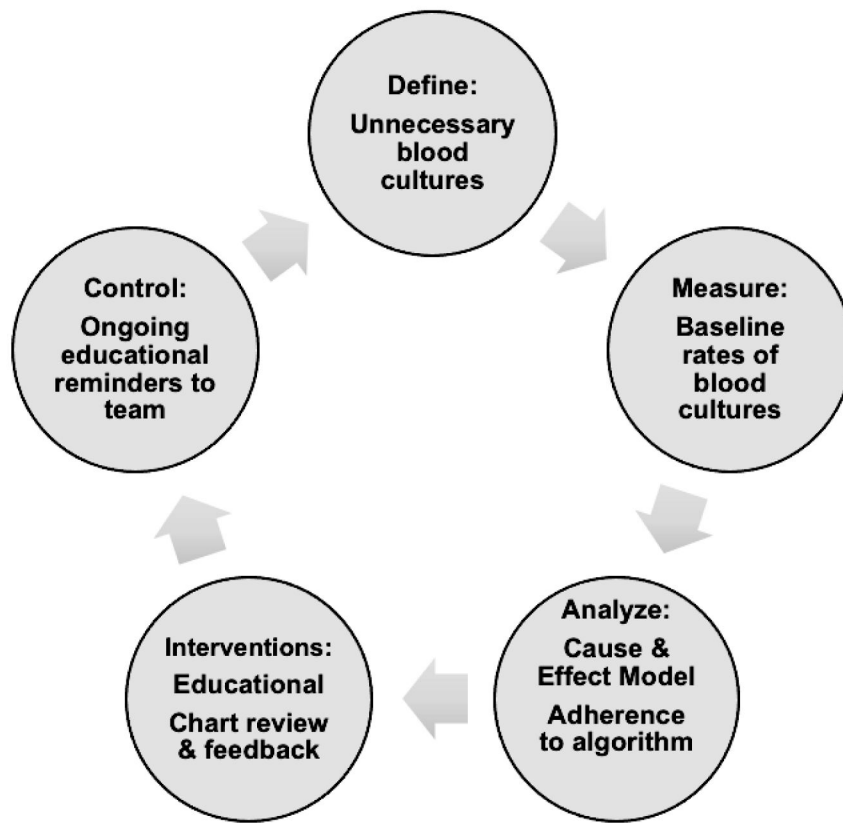 Define:
Unnecessary
blood
cultures
Measure:
Baseline
rates of
blood
cultures
Analyze:
Cause &
Effect Model
Adherence
to algorithm
Interventions:
Educational
Chart review
& feedback
Control:
Ongoing
educational
reminders to
team